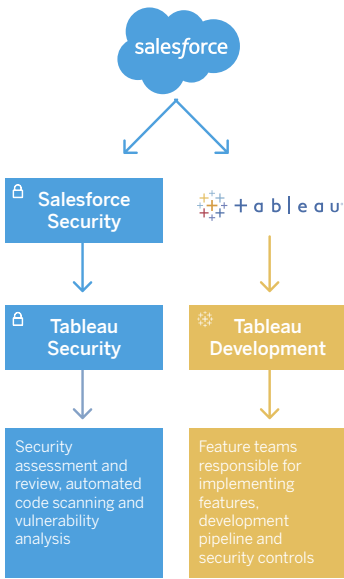 salesforce
Salesforce
Security
+ a b l e a u
Tableau
Security
Tableau
Development
Security
assessment and
review, automated
code scanning and
vulnerability
analysis
Feature teams
responsible for
implementing
features,
development
pipeline and
security controls